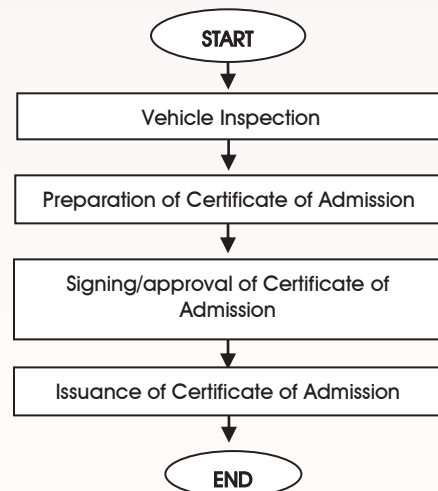 START
Vehicle Inspection
Preparation of Certificate of Admission
Signing/approval of Certificate of
Admission
Issuance of Certificate of Admission
END